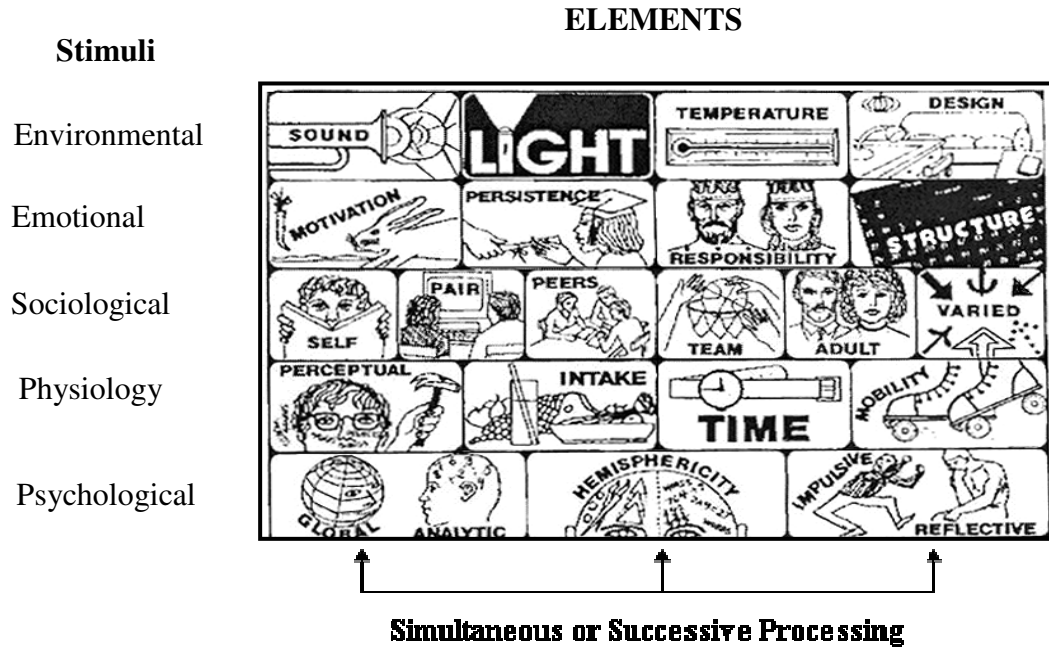 ELEMENTS
Stimuli
Environmental
SOUND
LIGHT
TEMPERATURE
DESIGN
Emotional
MOTIVATION
PERSISTENCE
RESPONSIBILITY
STRUCTURE
Sociological
SELF
PAIR
PEERS
TEAM
ADULT
VARIED
Physiology
PERCEPTUAL
INTAKE
TIME
MOBILITY
Psychological
GLOBAL
ANALYTIC
HEMISPHERICITY
IMPULSIVE
REFLECTIVE
Simultaneous or Successive Processing